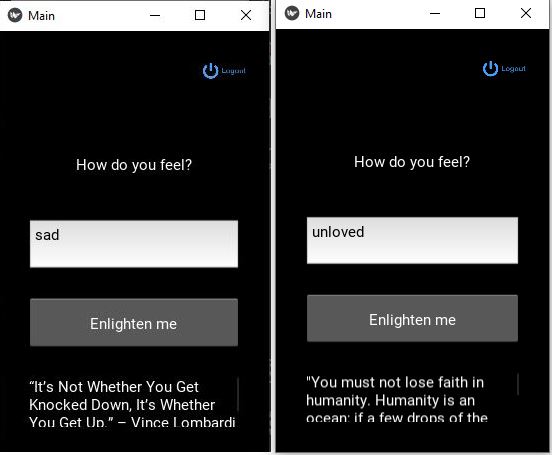 Main
Logout
How do you feel?
sad
Enlighten me
“It’s Not Whether You Get
Knocked Down, It’s Whether
You Get Up.” – Vince Lombardi
Main
Logout
How do you feel?
unloved
Enlighten me
"You must not lose faith in
humanity. Humanity is an
ocean; if a few drops of the